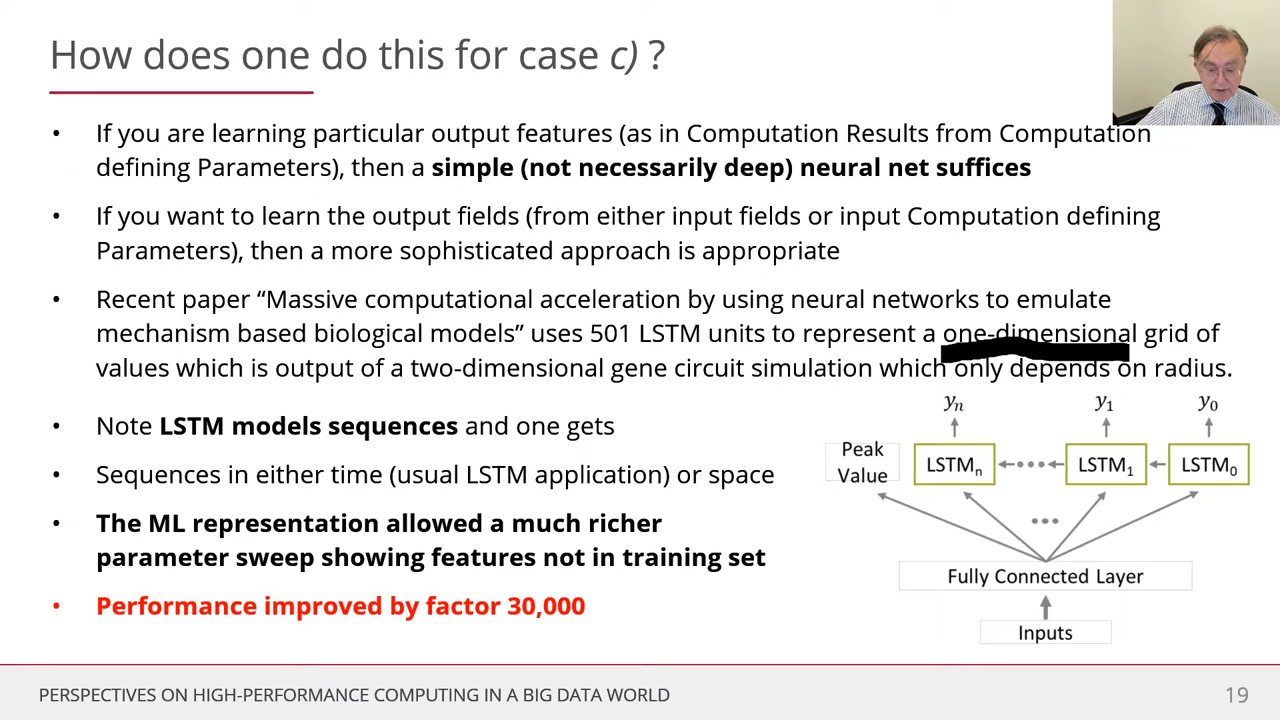 How does one do this for case c) ?
• If you are learning particular output features (as in Computation Results from Computation
defining Parameters), then a simple (not necessarily deep) neural net suffices
• If you want to learn the output fields (from either input fields or input Computation defining
Parameters), then a more sophisticated approach is appropriate
• Recent paper “Massive computational acceleration by using neural networks to emulate
mechanism based biological models” uses 501 LSTM units to represent a one-dimensional grid of
values which is output of a two-dimensional gene circuit simulation which only depends on radius.
• Note LSTM models sequences and one gets
• Sequences in either time (usual LSTM application) or space
• The ML representation allowed a much richer
parameter sweep showing features not in training set
• Performance improved by factor 30,000
yn y1 y0
Peak
Value
LSTMn LSTM1 LSTM0
Fully Connected Layer
Inputs
PERSPECTIVES ON HIGH-PERFORMANCE COMPUTING IN A BIG DATA WORLD
19